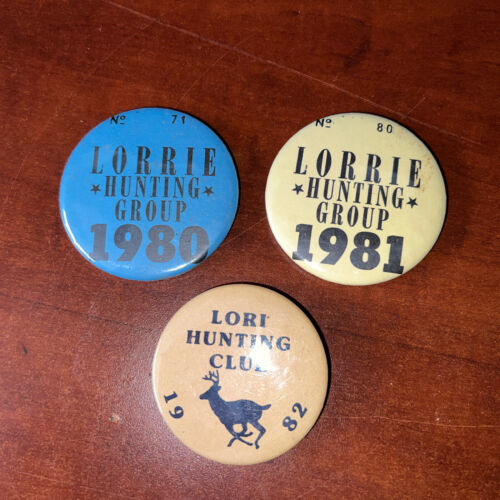 Nº 71
LORRIE
★HUNTING★
GROUP
1980
Nº 80
LORRIE
★HUNTING★
GROUP
1981
LORI
HUNTING
CLUB
19 82